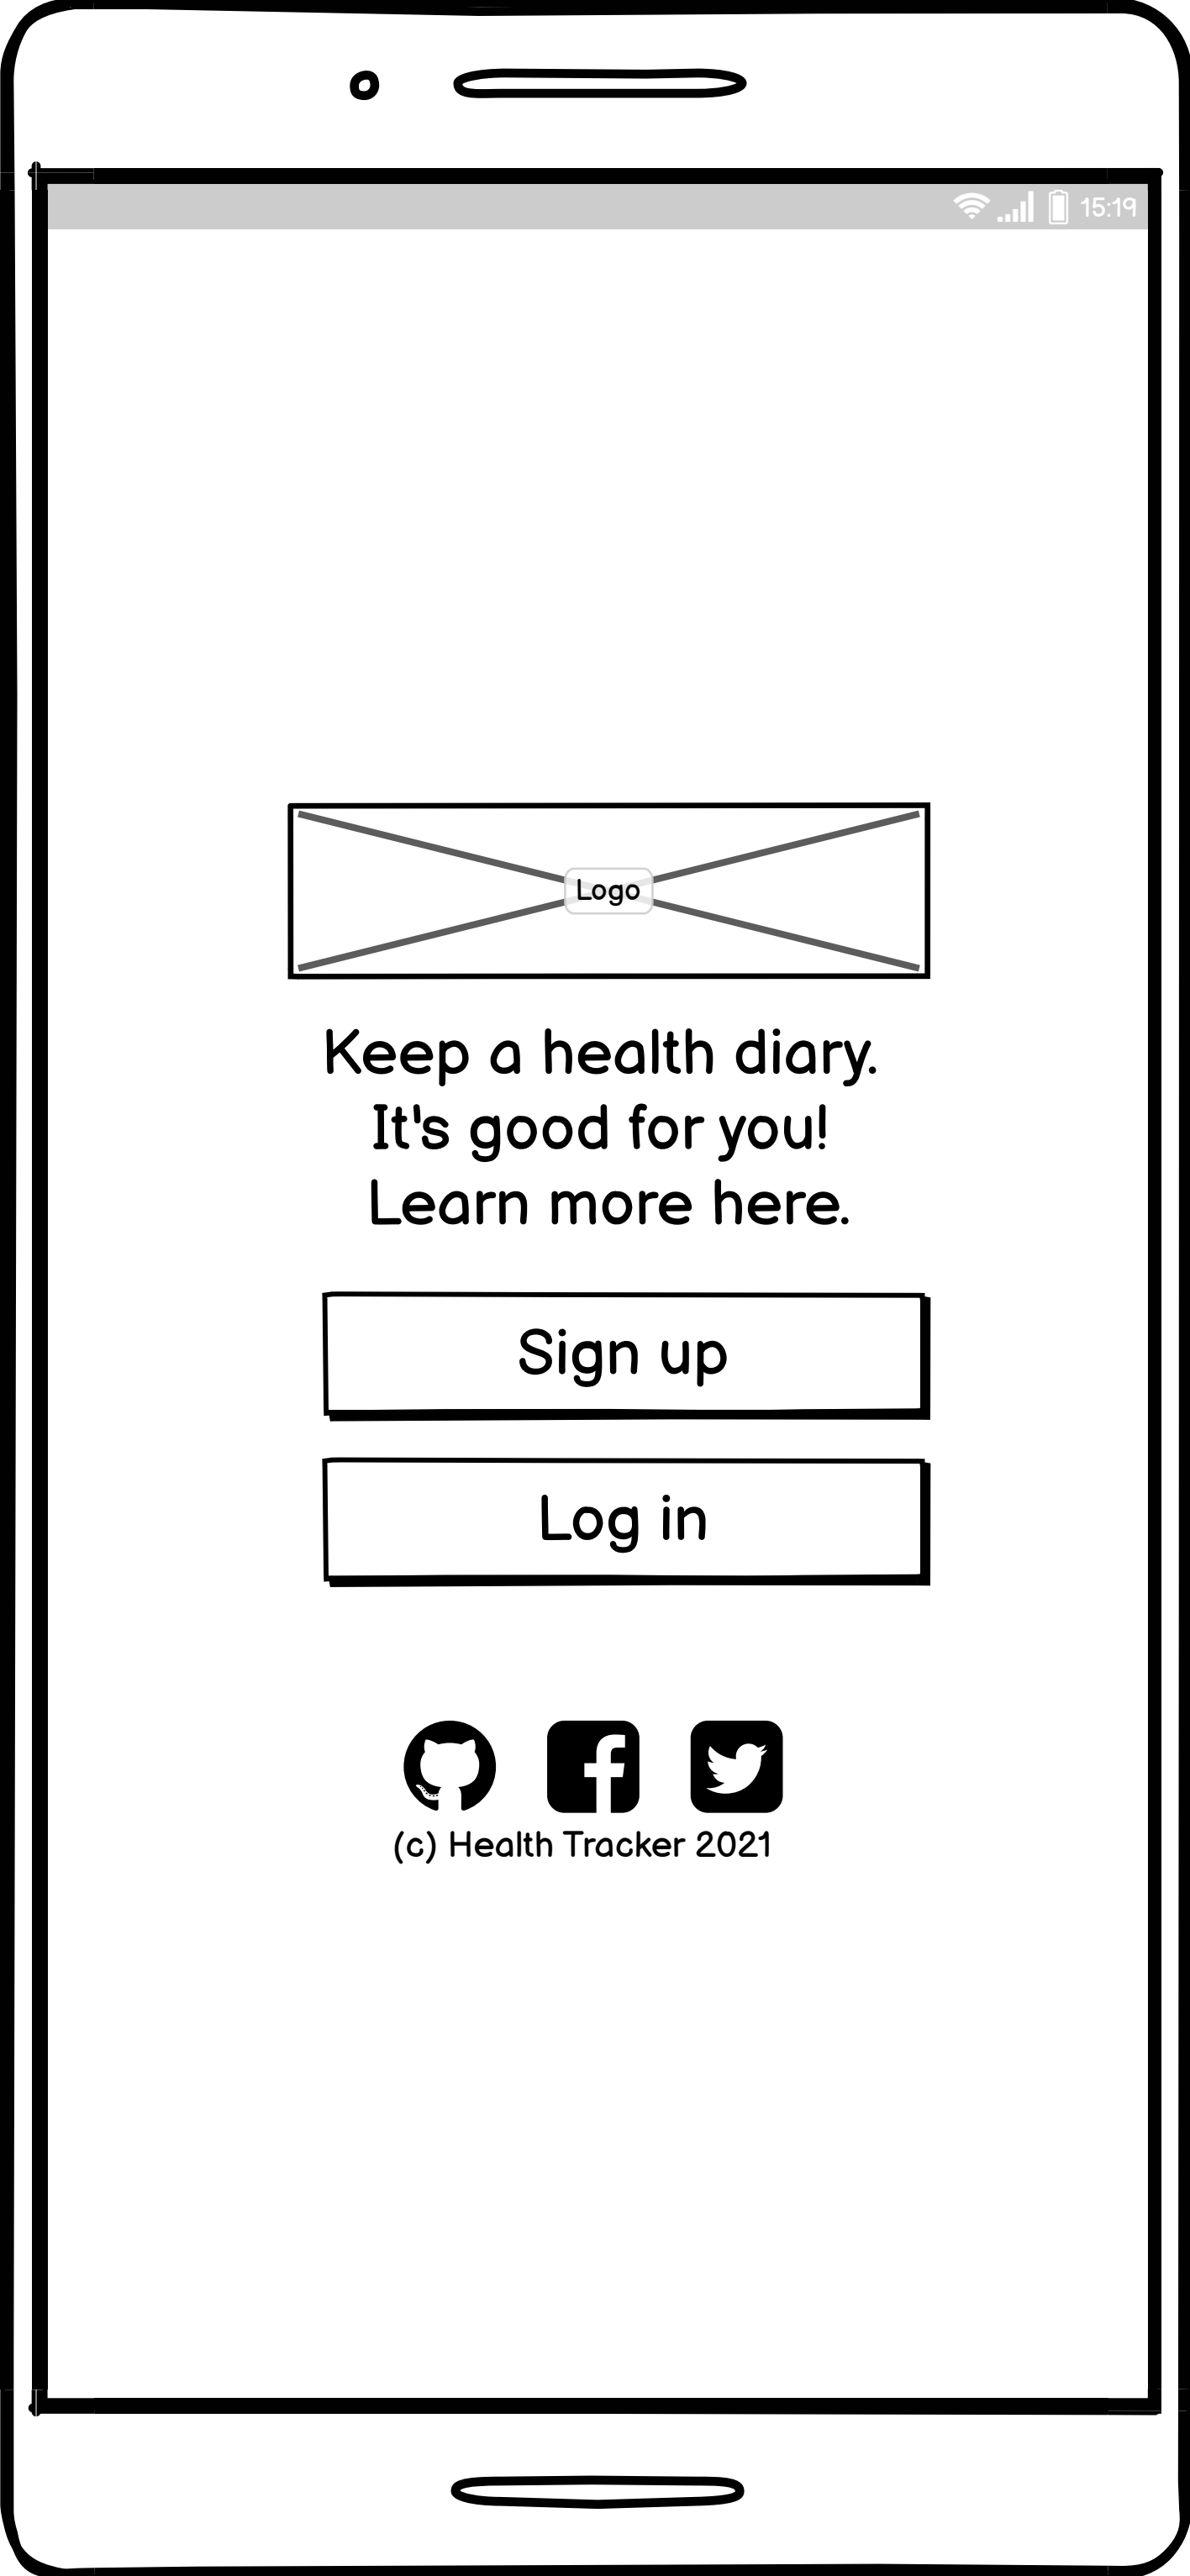 15:19
Logo
Keep a health diary.
It's good for you!
Learn more here.
Sign up
Log in
(c) Health Tracker 2021